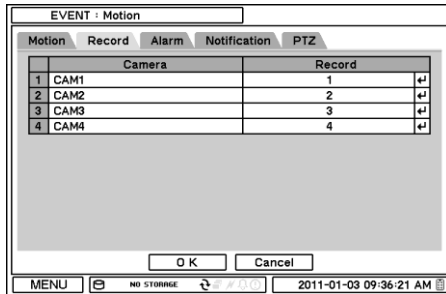 EVENT : Motion
Motion Record Alarm Notification PTZ
Camera Record
1 CAM1 1
2 CAM2 2
3 CAM3 3
4 CAM4 4
OK Cancel
MENU NO STORAGE 2011-01-03 09:36:21 AM